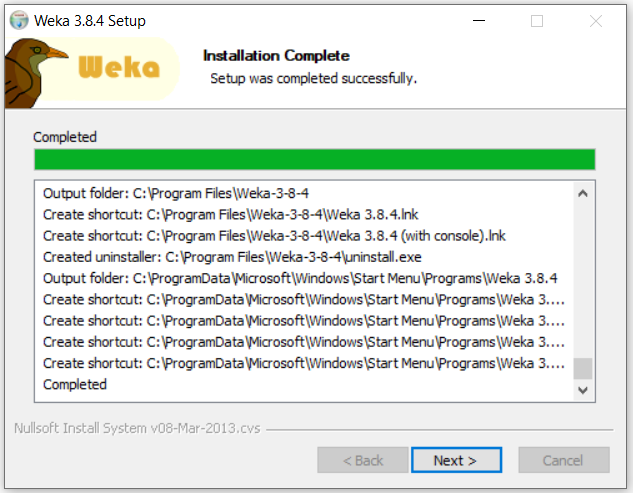 Weka 3.8.4 Setup
Weka
Installation Complete
Setup was completed successfully.
Completed
Output folder: C:\Program Files\Weka-3-8-4
Create shortcut: C:\Program Files\Weka-3-8-4\Weka 3.8.4.lnk
Create shortcut: C:\Program Files\Weka-3-8-4\Weka 3.8.4 (with console).lnk
Created uninstaller: C:\Program Files\Weka-3-8-4\uninstall.exe
Output folder: C:\ProgramData\Microsoft\Windows\Start Menu\Programs\Weka 3.8.4
Create shortcut: C:\ProgramData\Microsoft\Windows\Start Menu\Programs\Weka 3....
Create shortcut: C:\ProgramData\Microsoft\Windows\Start Menu\Programs\Weka 3....
Create shortcut: C:\ProgramData\Microsoft\Windows\Start Menu\Programs\Weka 3....
Create shortcut: C:\ProgramData\Microsoft\Windows\Start Menu\Programs\Weka 3....
Completed
Nullsoft Install System v08-Mar-2013.cvs
< Back Next > Cancel